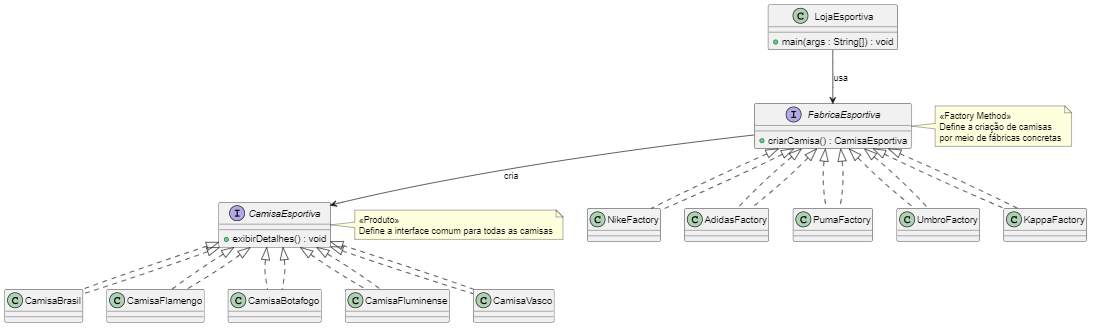 C LojaEsportiva
main(args : String[]) : void
usa
I FabricaEsportiva
criarCamisa() : CamisaEsportiva
«Factory Method»
Define a criação de camisas
por meio de fábricas concretas
cria
I CamisaEsportiva
exibirDetalhes() : void
«Produto»
Define a interface comum para todas as camisas
C NikeFactory
C AdidasFactory
C PumaFactory
C UmbroFactory
C KappaFactory
C CamisaBrasil
C CamisaFlamengo
C CamisaBotafogo
C CamisaFluminense
C CamisaVasco